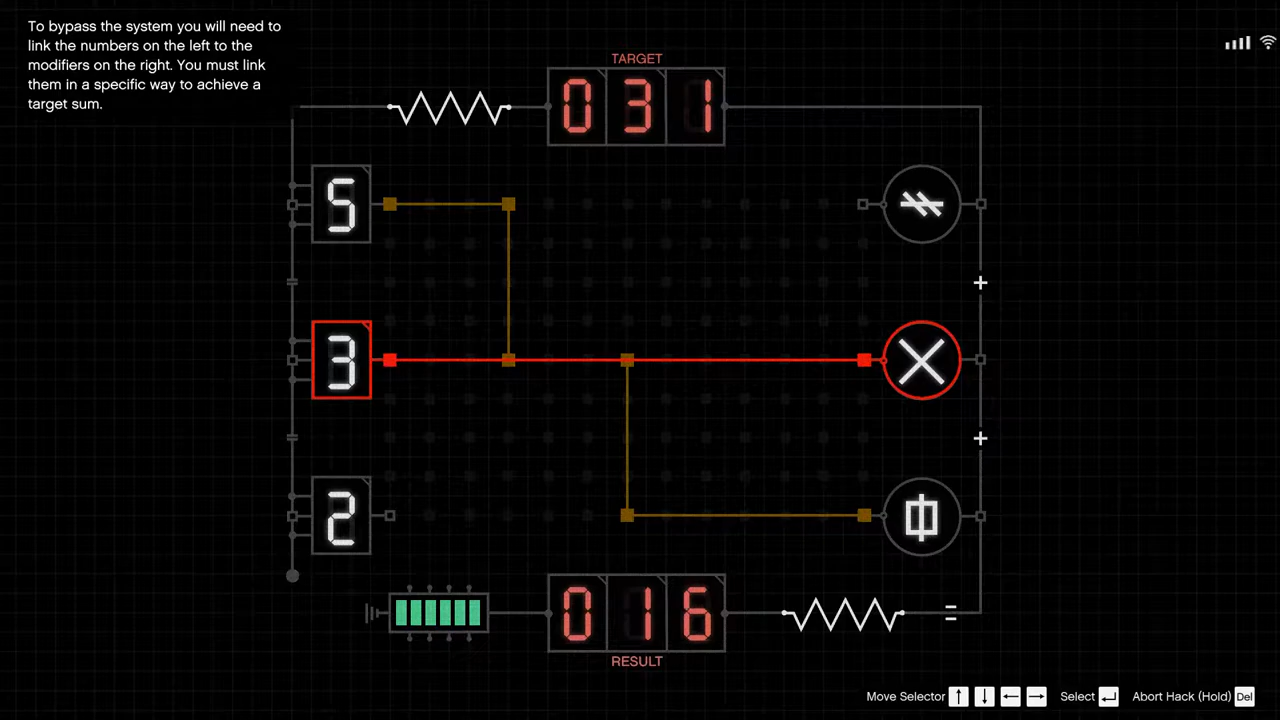 To bypass the system you will need to
link the numbers on the left to the
modifiers on the right. You must link
them in a specific way to achieve a
target sum.
TARGET
031
5
3
2
+
+
=
016
RESULT
Move Selector ↑ ↓ ← → Select ↵ Abort Hack (Hold) Del